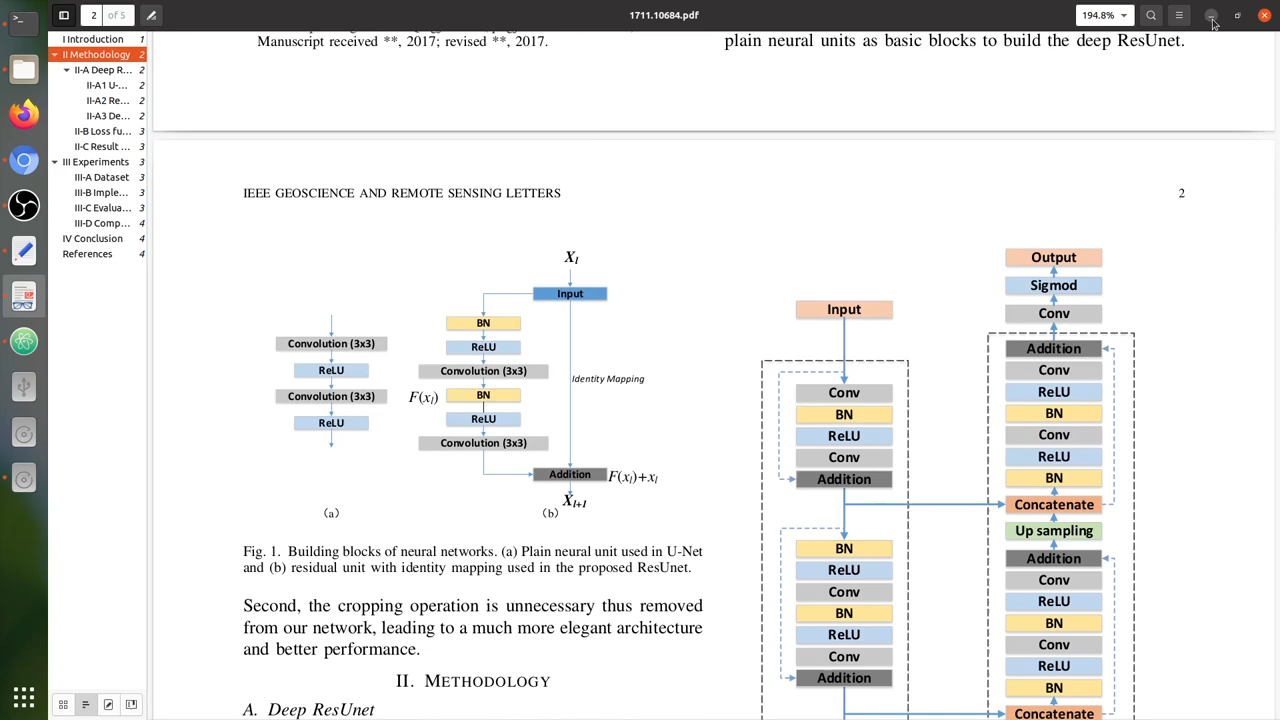 2
of 5
1711.10684.pdf
194.8%
I Introduction 1
II Methodology 2
II-A Deep R... 2
II-A1 U-... 2
II-A2 Re... 2
II-A3 De... 2
II-B Loss fu... 3
II-C Result ... 3
III Experiments 3
III-A Dataset 3
III-B Imple... 3
III-C Evalua... 3
III-D Comp... 4
IV Conclusion 4
References 4
Manuscript received **, 2017; revised **, 2017.
plain neural units as basic blocks to build the deep ResUnet.
IEEE GEOSCIENCE AND REMOTE SENSING LETTERS
2
Convolution (3x3)
ReLU
Convolution (3x3)
ReLU
(a)
Xl
Input
BN
ReLU
Convolution (3x3)
Identity Mapping
F(xl)
BN
ReLU
Convolution (3x3)
Addition
F(xl)+xl
Xl+1
(b)
Fig. 1. Building blocks of neural networks. (a) Plain neural unit used in U-Net
and (b) residual unit with identity mapping used in the proposed ResUnet.
Second, the cropping operation is unnecessary thus removed
from our network, leading to a much more elegant architecture
and better performance.
II. METHODOLOGY
A. Deep ResUnet
Input
Conv
BN
ReLU
Conv
Addition
BN
ReLU
Conv
BN
ReLU
Conv
Addition
Output
Sigmod
Conv
Addition
Conv
ReLU
BN
Conv
ReLU
BN
Concatenate
Up sampling
Addition
Conv
ReLU
BN
Conv
ReLU
BN
Concatenate